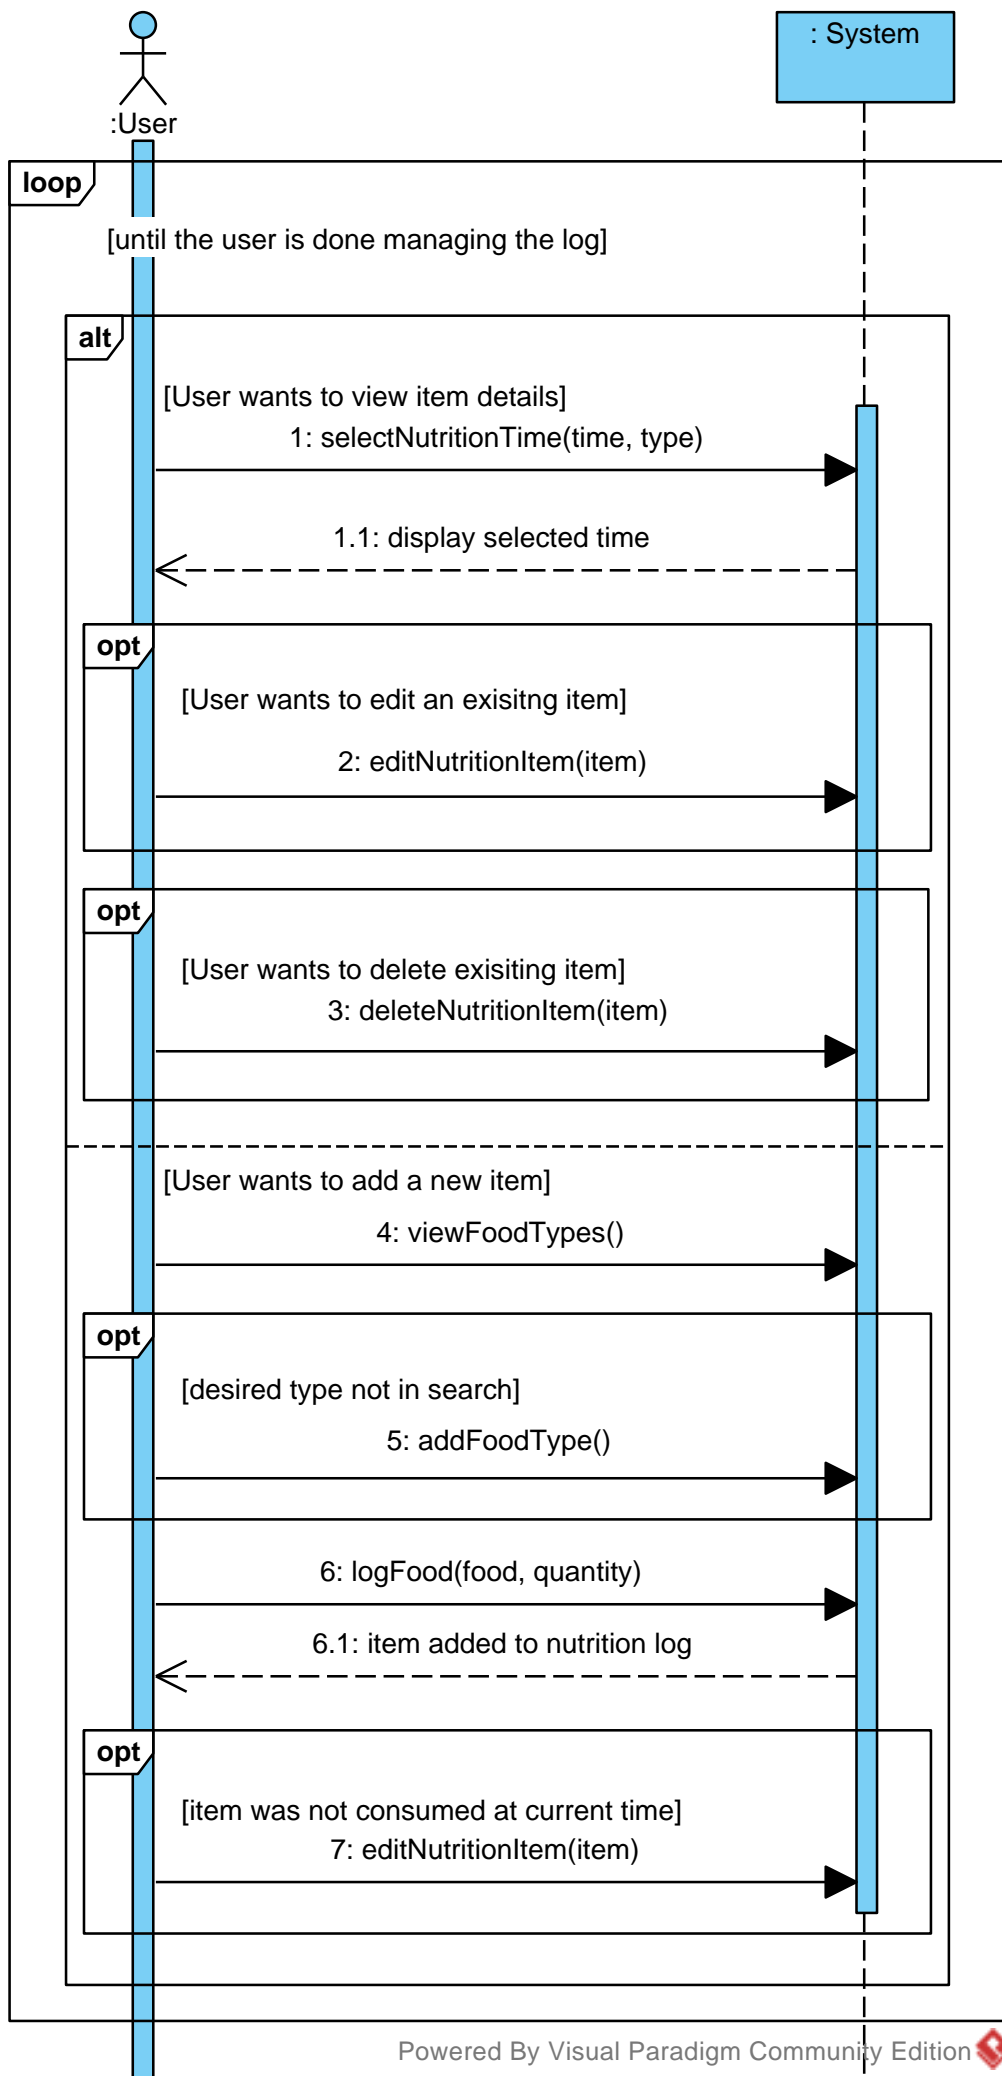 : System
:User
loop
[until the user is done managing the log]
alt
[User wants to view item details]
1: selectNutritionTime(time, type)
1.1: display selected time
opt
[User wants to edit an exisitng item]
2: editNutritionItem(item)
opt
[User wants to delete exisiting item]
3: deleteNutritionItem(item)
[User wants to add a new item]
4: viewFoodTypes()
opt
[desired type not in search]
5: addFoodType()
6: logFood(food, quantity)
6.1: item added to nutrition log
opt
[item was not consumed at current time]
7: editNutritionItem(item)
Powered By Visual Paradigm Community Edition